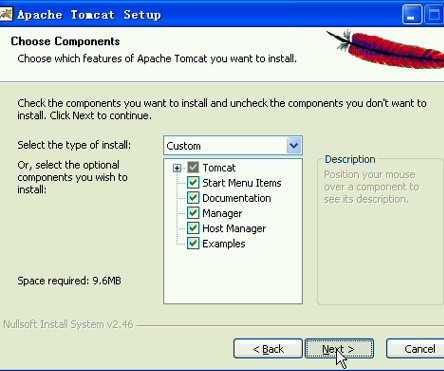 Apache Tomcat Setup
Choose Components
Choose which features of Apache Tomcat you want to install.
Check the components you want to install and uncheck the components you don't want to
install. Click Next to continue.
Select the type of install:
Custom
Or, select the optional
components you wish to
install:
Tomcat
Start Menu Items
Documentation
Manager
Host Manager
Examples
Description
Position your mouse
over a component to
see its description.
Space required: 9.6MB
Nullsoft Install System v2.46
< Back
Next >
Cancel